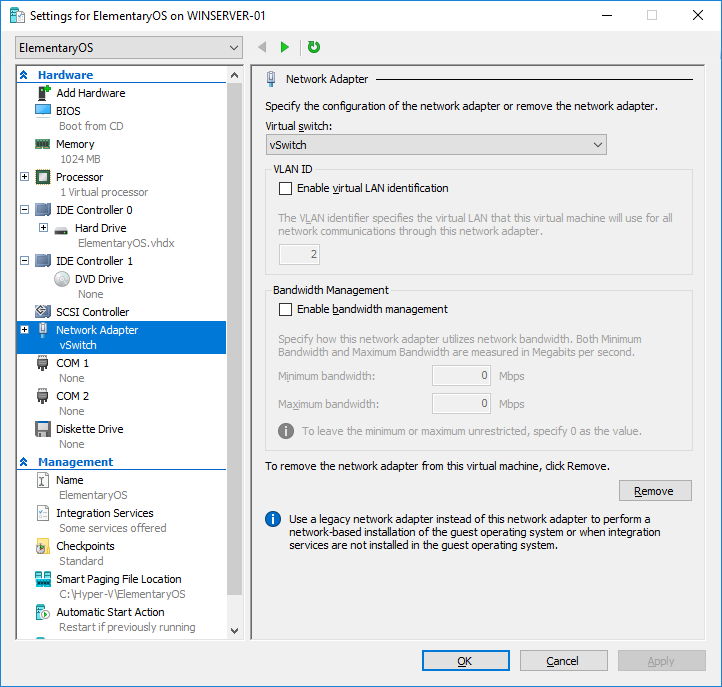 Settings for ElementaryOS on WINSERVER-01
ElementaryOS
Hardware
Add Hardware
BIOS
Boot from CD
Memory
1024 MB
Processor
1 Virtual processor
IDE Controller 0
Hard Drive
ElementaryOS.vhdx
IDE Controller 1
DVD Drive
None
SCSI Controller
Network Adapter
vSwitch
COM 1
None
COM 2
None
Diskette Drive
None
Management
Name
ElementaryOS
Integration Services
Some services offered
Checkpoints
Standard
Smart Paging File Location
C:\Hyper-V\ElementaryOS
Automatic Start Action
Restart if previously running
Network Adapter
Specify the configuration of the network adapter or remove the network adapter.
Virtual switch:
vSwitch
VLAN ID
Enable virtual LAN identification
The VLAN identifier specifies the virtual LAN that this virtual machine will use for all
network communications through this network adapter.
2
Bandwidth Management
Enable bandwidth management
Specify how this network adapter utilizes network bandwidth. Both Minimum
Bandwidth and Maximum Bandwidth are measured in Megabits per second.
Minimum bandwidth: 0 Mbps
Maximum bandwidth: 0 Mbps
To leave the minimum or maximum unrestricted, specify 0 as the value.
To remove the network adapter from this virtual machine, click Remove.
Remove
Use a legacy network adapter instead of this network adapter to perform a
network-based installation of the guest operating system or when integration
services are not installed in the guest operating system.
OK Cancel Apply